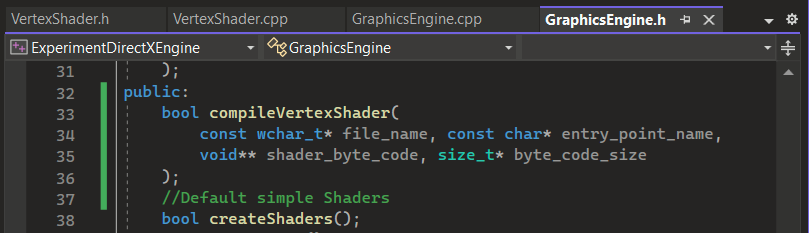 VertexShader.h VertexShader.cpp GraphicsEngine.cpp GraphicsEngine.h
ExperimentDirectXEngine GraphicsEngine
31 );
32 public:
33 bool compileVertexShader(
34 const wchar_t* file_name, const char* entry_point_name,
35 void** shader_byte_code, size_t* byte_code_size
36 );
37 //Default simple Shaders
38 bool createShaders();